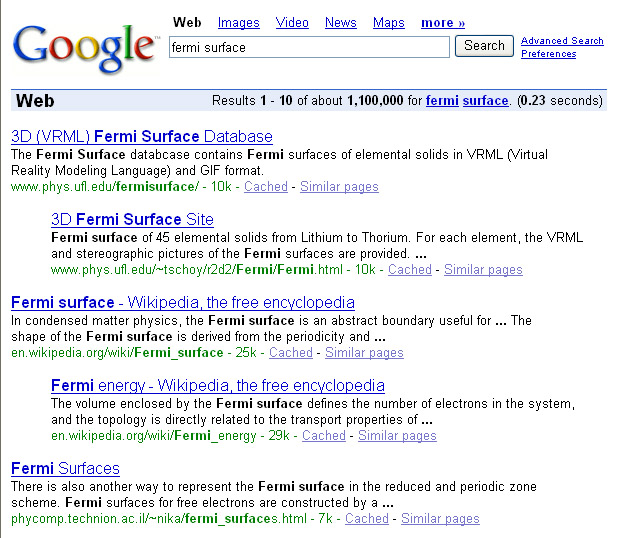 Web Images Video News Maps more »
Google™
fermi surface Search Advanced Search
Preferences
Web Results 1 - 10 of about 1,100,000 for fermi surface. (0.23 seconds)
3D (VRML) Fermi Surface Database
The Fermi Surface databcase contains Fermi surfaces of elemental solids in VRML (Virtual
Reality Modeling Language) and GIF format.
www.phys.ufl.edu/fermisurface/ - 10k - Cached - Similar pages
3D Fermi Surface Site
Fermi surface of 45 elemental solids from Lithium to Thorium. For each element, the VRML
and stereographic pictures of the Fermi surfaces are provided. ...
www.phys.ufl.edu/~tschoy/r2d2/Fermi/Fermi.html - 10k - Cached - Similar pages
Fermi surface - Wikipedia, the free encyclopedia
In condensed matter physics, the Fermi surface is an abstract boundary useful for ... The
shape of the Fermi surface is derived from the periodicity and ...
en.wikipedia.org/wiki/Fermi_surface - 25k - Cached - Similar pages
Fermi energy - Wikipedia, the free encyclopedia
The volume enclosed by the Fermi surface defines the number of electrons in the system,
and the topology is directly related to the transport properties of ...
en.wikipedia.org/wiki/Fermi_energy - 29k - Cached - Similar pages
Fermi Surfaces
There is also another way to represent the Fermi surface in the reduced and periodic zone
scheme. Fermi surfaces for free electrons are constructed by a ...
phycomp.technion.ac.il/~nika/fermi_surfaces.html - 7k - Cached - Similar pages